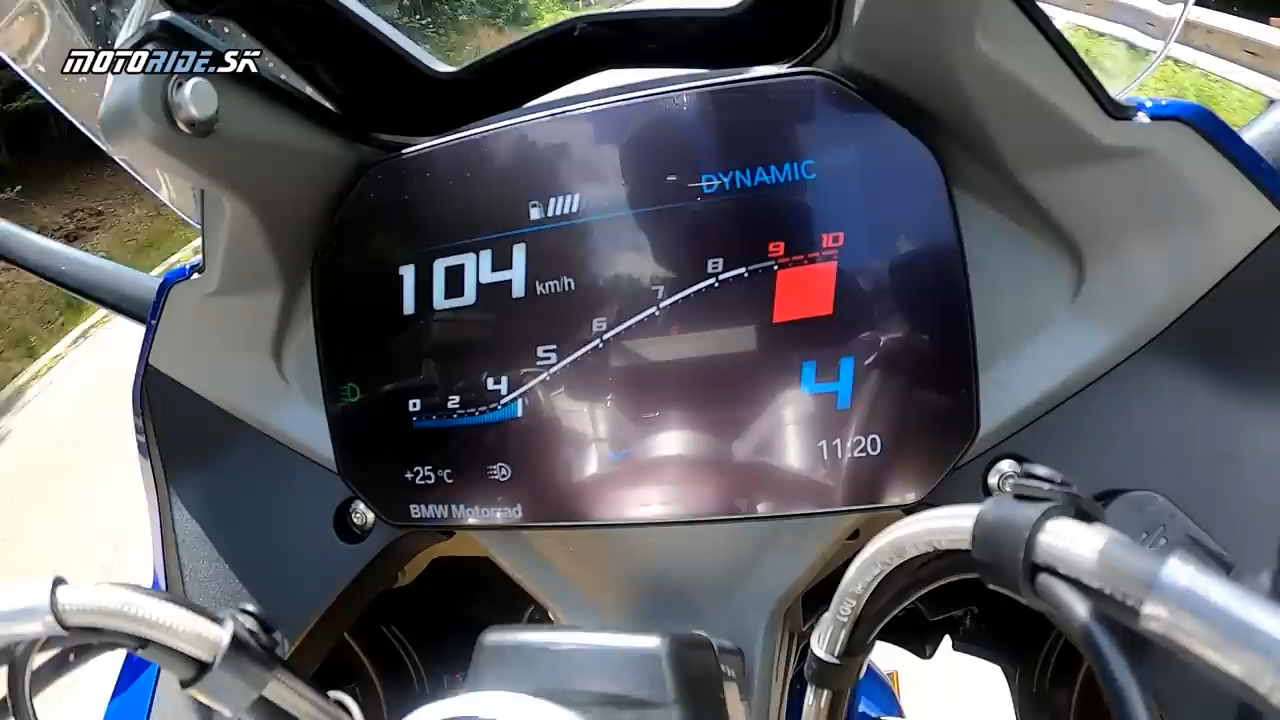 MOTORIDE.SK
DYNAMIC
104 km/h
0 2 4 5 6 7 8 9 10
4
11:20
+25°C
BMW Motorrad